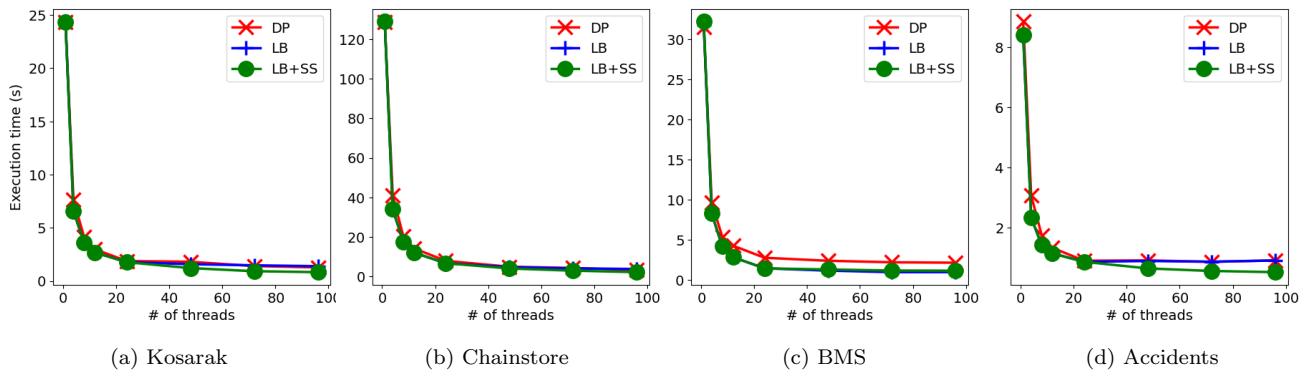 25
20
15
10
5
0
Execution time (s)
0 20 40 60 80 100
# of threads
DP
LB
LB+SS
(a) Kosarak
120
100
80
60
40
20
0
0 20 40 60 80 100
# of threads
DP
LB
LB+SS
(b) Chainstore
30
25
20
15
10
5
0
0 20 40 60 80 100
# of threads
DP
LB
LB+SS
(c) BMS
8
6
4
2
0 20 40 60 80 100
# of threads
DP
LB
LB+SS
(d) Accidents